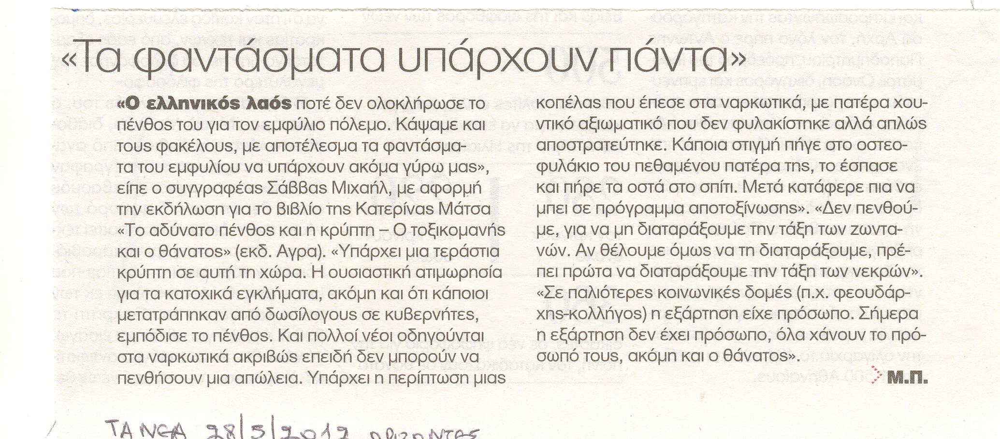 «Τα φαντάσματα υπάρχουν πάντα»
«Ο ελληνικός λαός ποτέ δεν ολοκλήρωσε το
πένθος του για τον εμφύλιο πόλεμο. Κάψαμε και
τους φακέλους, με αποτέλεσμα τα φαντάσμα-
τα του εμφυλίου να υπάρχουν ακόμα γύρω μας»,
είπε ο συγγραφέας Σάββας Μιχαήλ, με αφορμή
την εκδήλωση για το βιβλίο της Κατερίνας Μάτσα
«Το αδύνατο πένθος και η κρύπτη – Ο τοξικομανής
και ο θάνατος» (εκδ. Αγρα). «Υπάρχει μια τεράστια
κρύπτη σε αυτή τη χώρα. Η ουσιαστική ατιμωρησία
για τα κατοχικά εγκλήματα, ακόμη και ότι κάποιοι
μετατράπηκαν από δωσίλογους σε κυβερνήτες,
εμπόδισε το πένθος. Και πολλοί νέοι οδηγούνται
στα ναρκωτικά ακριβώς επειδή δεν μπορούν να
πενθήσουν μια απώλεια. Υπάρχει η περίπτωση μιας
κοπέλας που έπεσε στα ναρκωτικά, με πατέρα χου-
ντικό αξιωματικό που δεν φυλακίστηκε αλλά απλώς
αποστρατεύτηκε. Κάποια στιγμή πήγε στο οστεο-
φυλάκιο του πεθαμένου πατέρα της, το έσπασε
και πήρε τα οστά στο σπίτι. Μετά κατάφερε πια να
μπει σε πρόγραμμα αποτοξίνωσης». «Δεν πενθού-
με, για να μη διαταράξουμε την τάξη των ζωντα-
νών. Αν θέλουμε όμως να τη διαταράξουμε, πρέ-
πει πρώτα να διαταράξουμε την τάξη των νεκρών».
«Σε παλιότερες κοινωνικές δομές (π.χ. φεουδάρ-
χης-κολλήγος) η εξάρτηση είχε πρόσωπο. Σήμερα
η εξάρτηση δεν έχει πρόσωπο, όλα χάνουν το πρό-
σωπό τους, ακόμη και ο θάνατος».
Μ.Π.
ΤΑ ΝΕΑ 28/5/2012